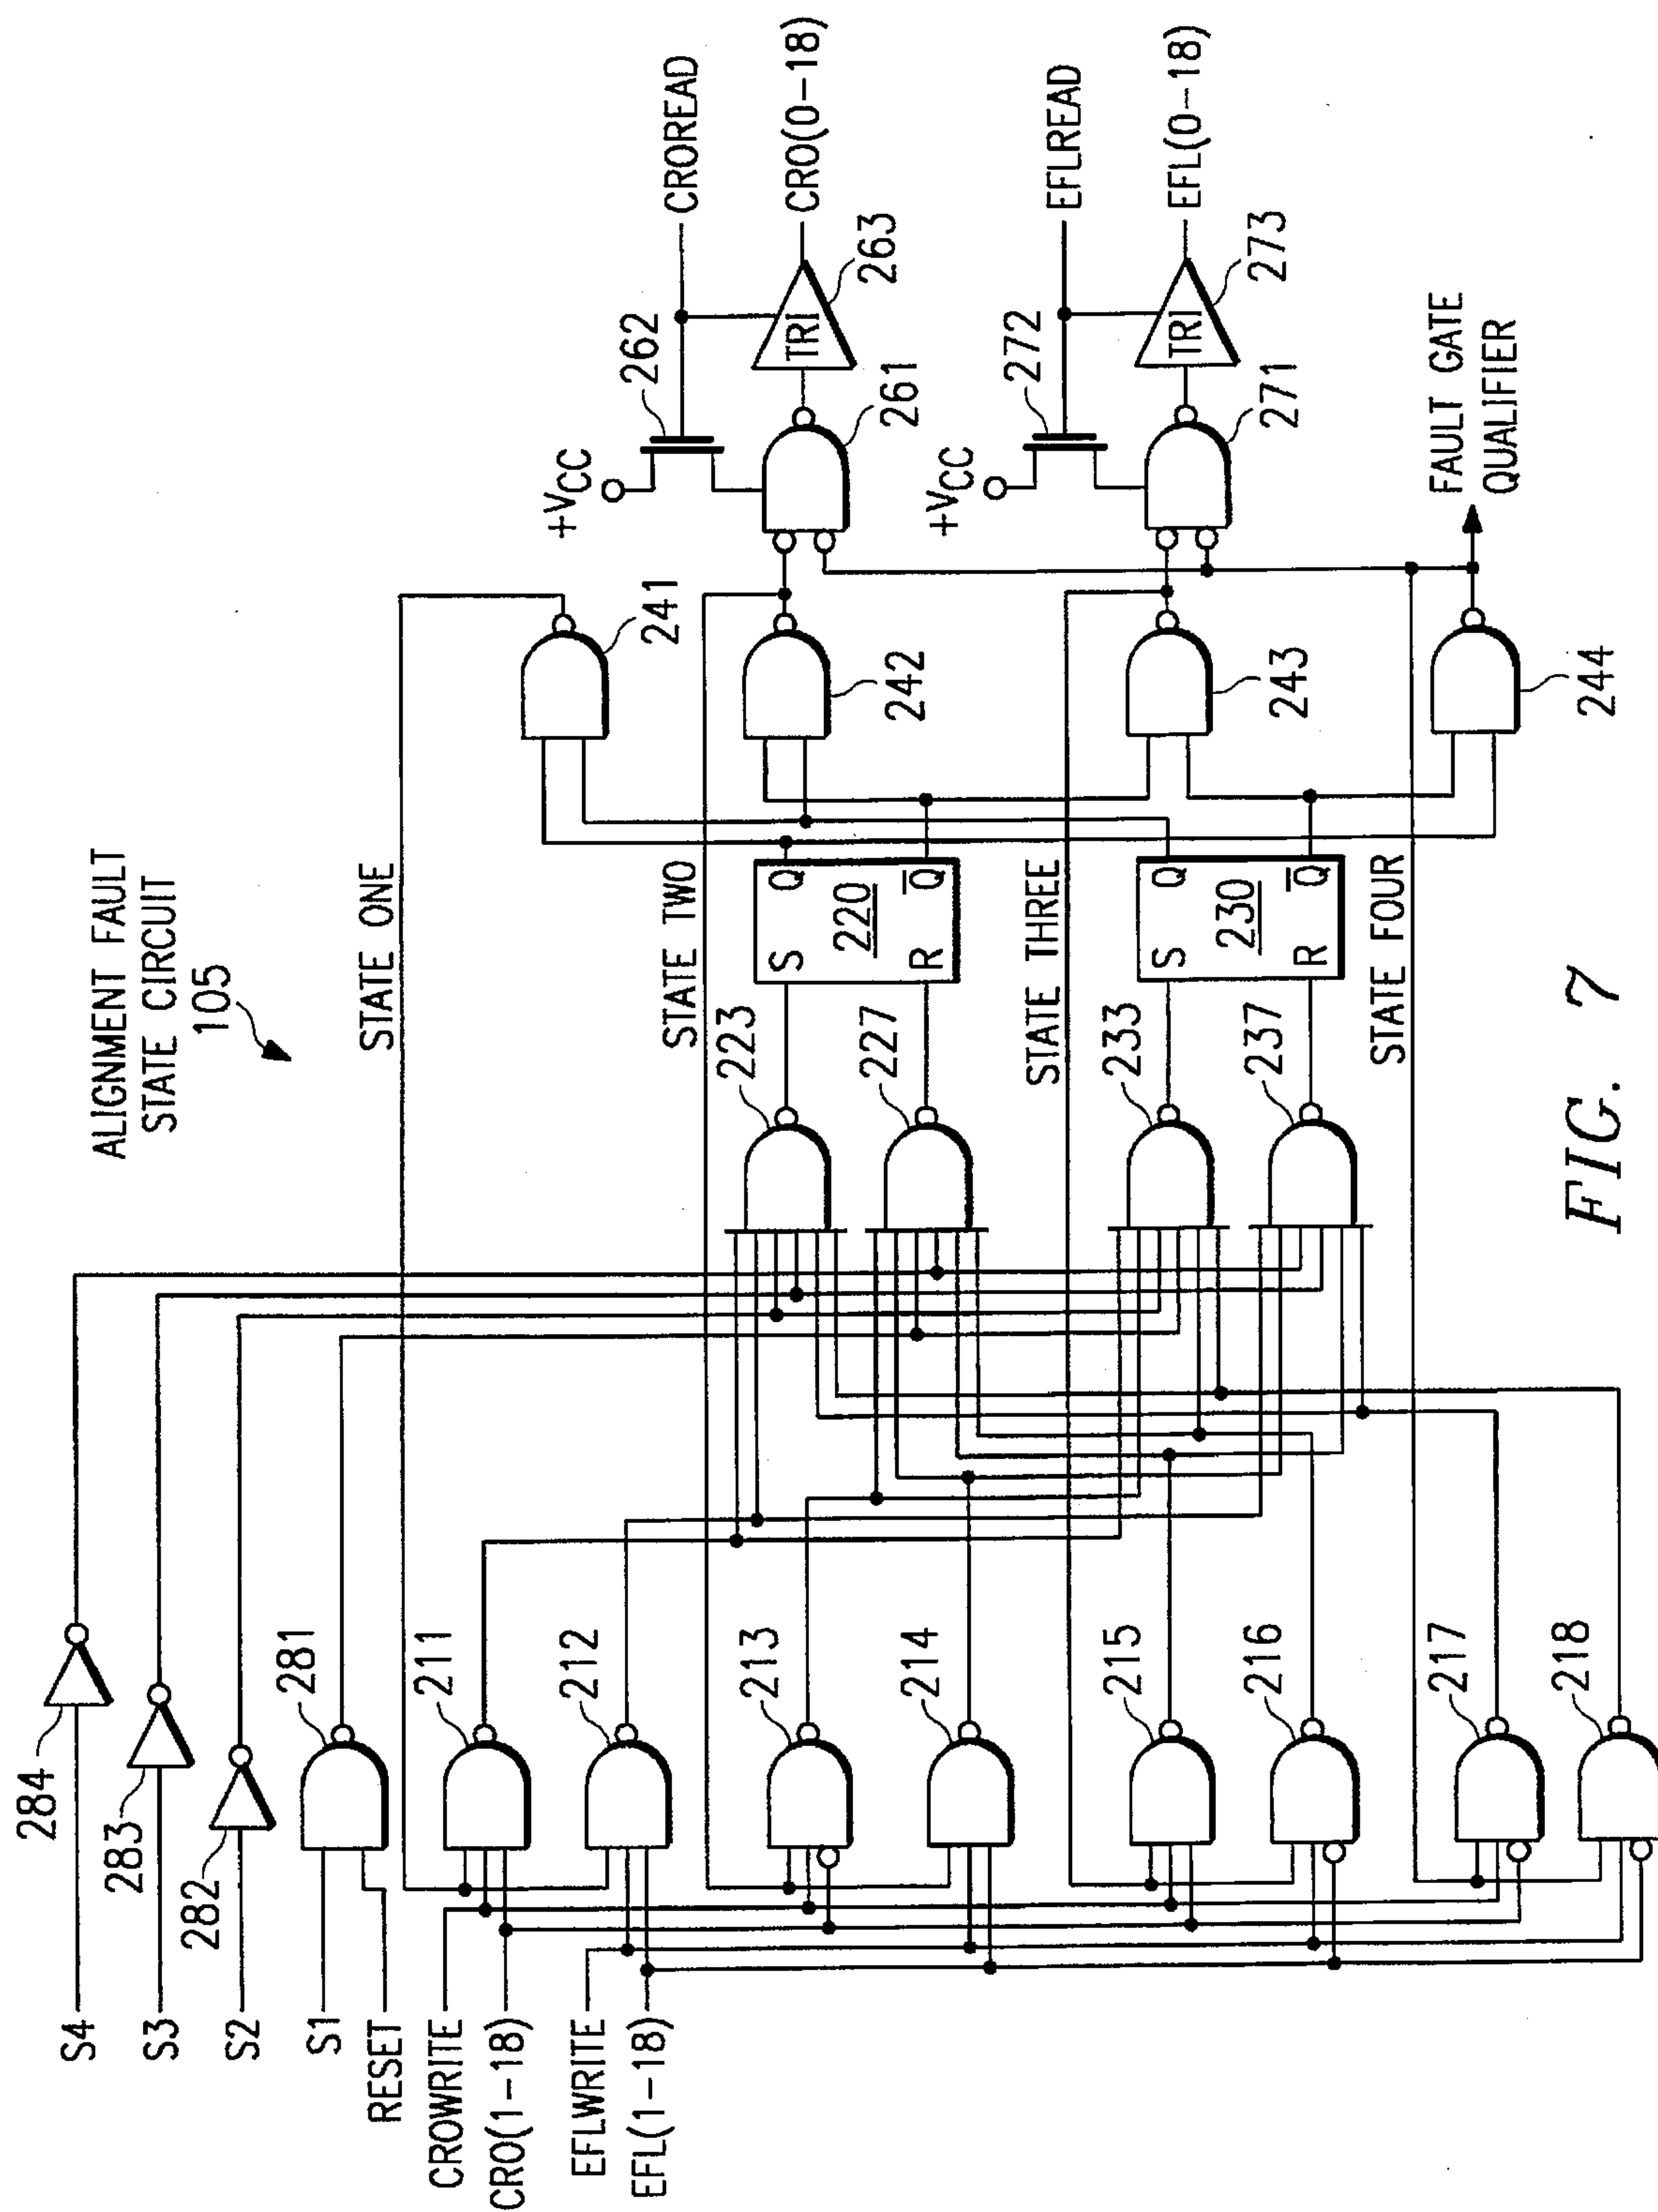 ALIGNMENT FAULT
STATE CIRCUIT
105
S4
S3
S2
S1
RESET
CROWRITE
CRO(1-18)
EFLWRITE
EFL(1-18)
284
283
282
281
211
212
213
214
215
216
217
218
STATE ONE
STATE TWO
STATE THREE
STATE FOUR
223
227
233
237
S
Q
220
R
Q̅
S
Q
230
R
Q̅
241
242
243
244
+VCC
262
CROREAD
TRI
CRO(0-18)
263
261
+VCC
272
EFLREAD
TRI
EFL(0-18)
273
271
FAULT GATE
QUALIFIER
FIG. 7